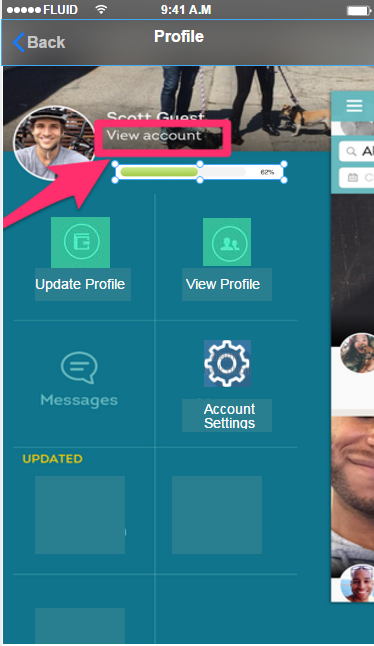 FLUID 9:41 A.M
Back Profile
Scott Guest
View account
62%
Update Profile View Profile
Messages Account
Settings
UPDATED